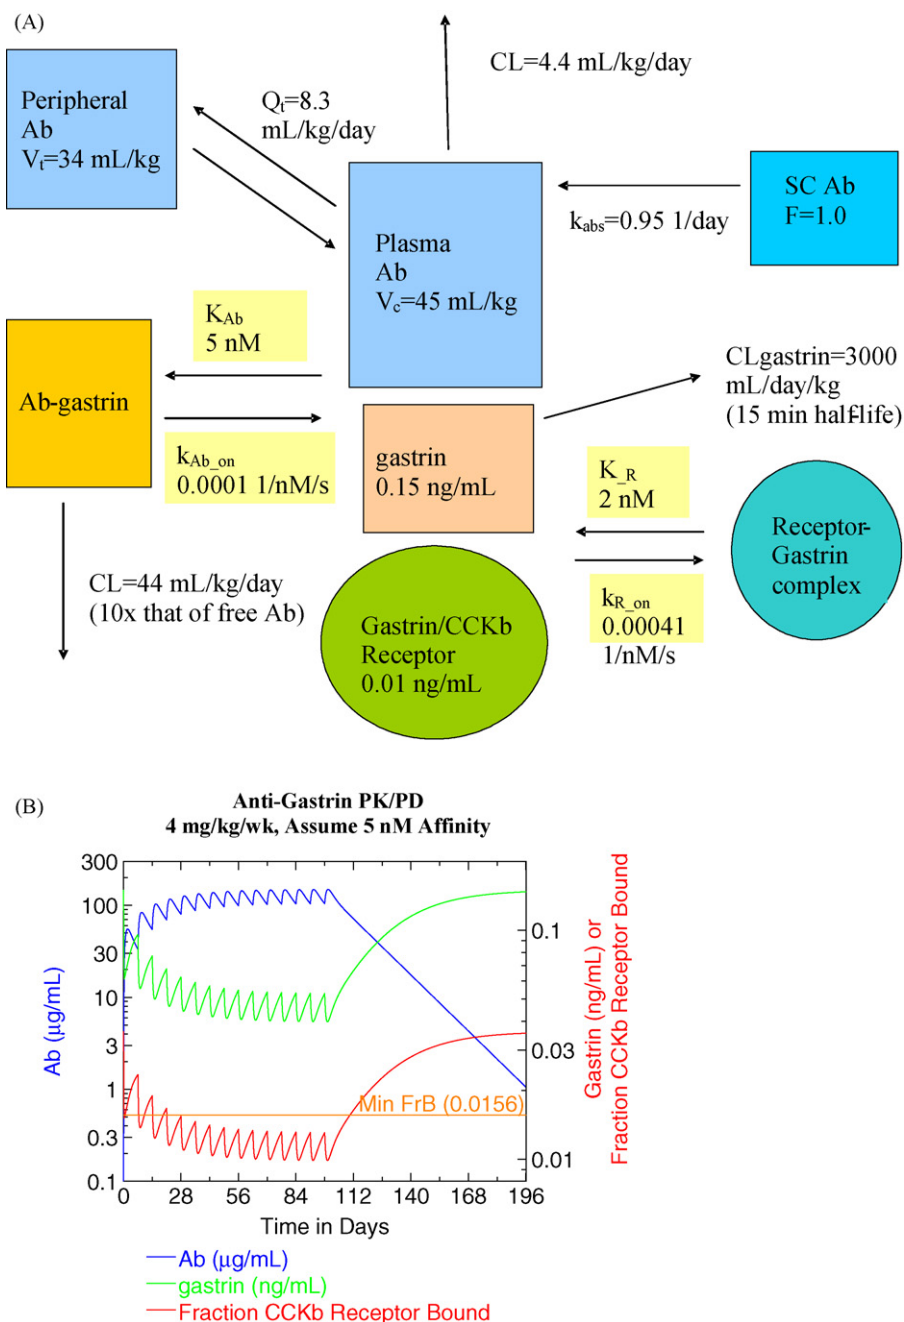 (A)
Peripheral
Ab
Vt=34 mL/kg
Qt=8.3
mL/kg/day
CL=4.4 mL/kg/day
SC Ab
F=1.0
kabs=0.95 1/day
Plasma
Ab
Vc=45 mL/kg
KAb
5 nM
Ab-gastrin
kAb_on
0.0001 1/nM/s
CLgastrin=3000
mL/day/kg
(15 min half-life)
gastrin
0.15 ng/mL
K_R
2 nM
Receptor-
Gastrin
complex
kR_on
0.00041
1/nM/s
CL=44 mL/kg/day
(10x that of free Ab)
Gastrin/CCKb
Receptor
0.01 ng/mL
(B)
Anti-Gastrin PK/PD
4 mg/kg/wk, Assume 5 nM Affinity
300
100
30
10
3
1
0.3
0.1
Ab (µg/mL)
0.1
0.03
0.01
Gastrin (ng/mL) or
Fraction CCKb Receptor Bound
Min FrB (0.0156)
0 28 56 84 112 140 168 196
Time in Days
Ab (µg/mL)
gastrin (ng/mL)
Fraction CCKb Receptor Bound